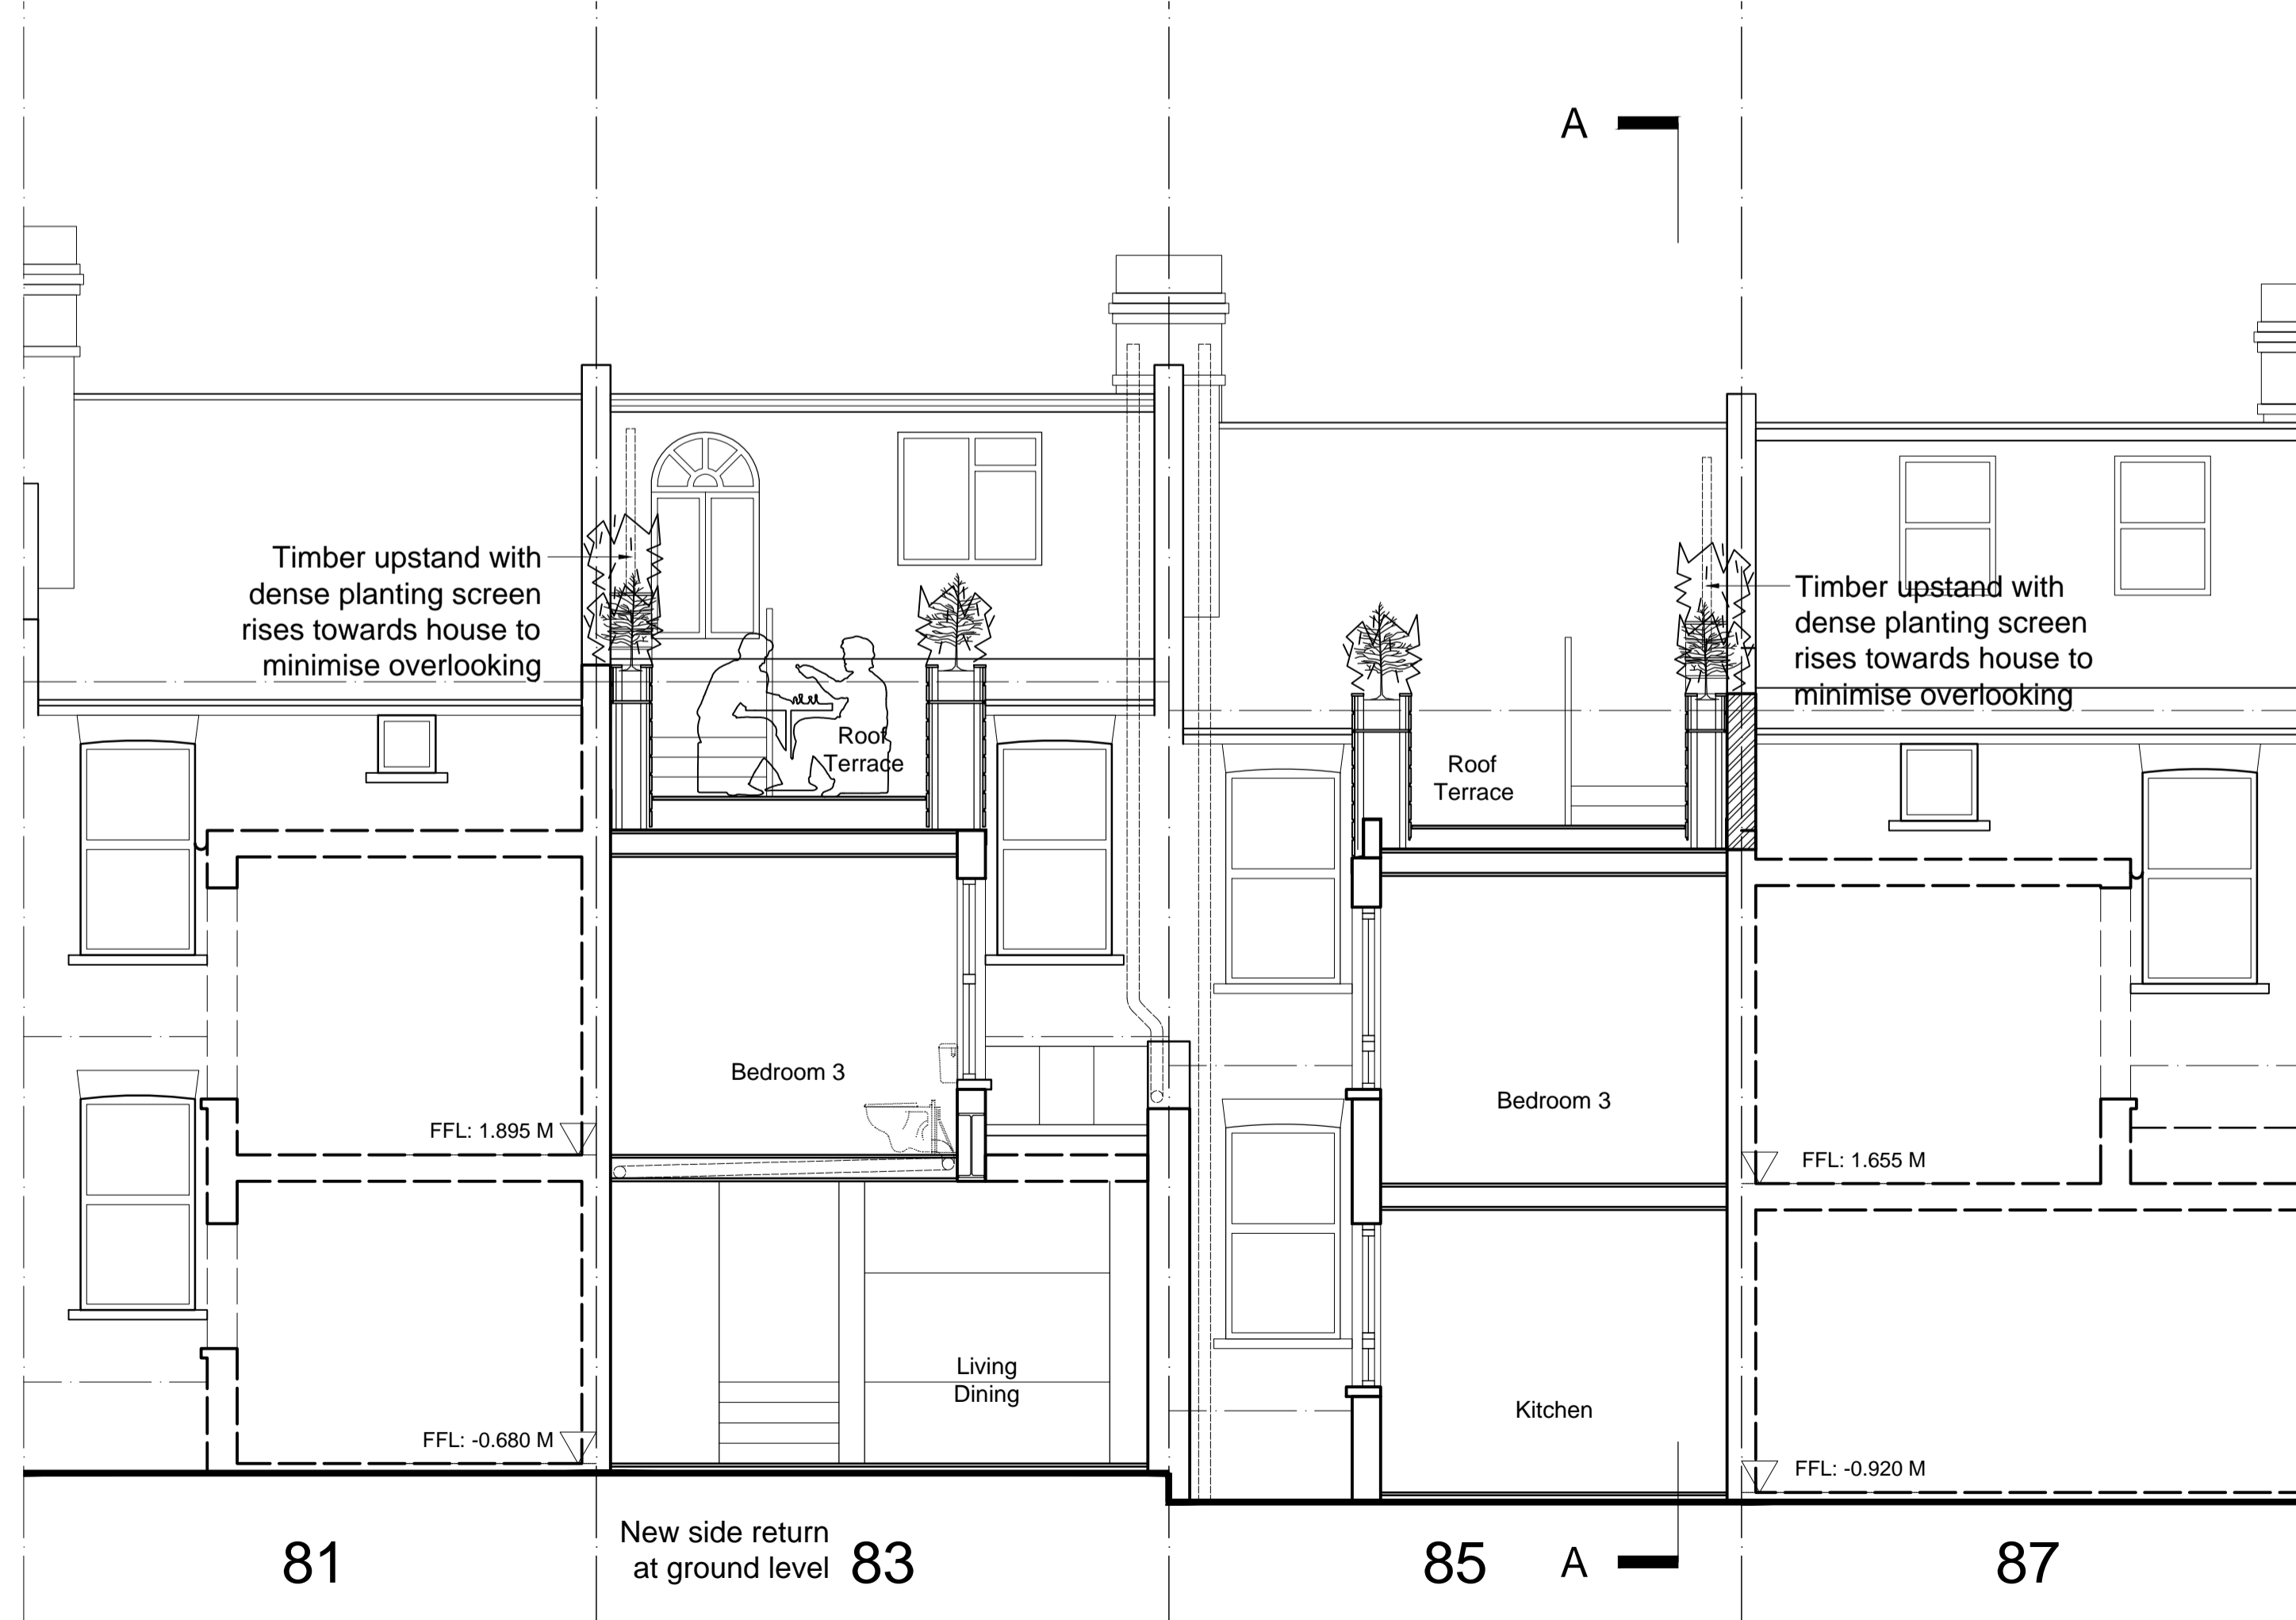 A
Timber upstand with
dense planting screen
rises towards house to
minimise overlooking
Timber upstand with
dense planting screen
rises towards house to
minimise overlooking
Roof
Terrace
Roof
Terrace
Bedroom 3
Bedroom 3
FFL: 1.895 M
FFL: 1.655 M
Living
Dining
Kitchen
FFL: -0.680 M
FFL: -0.920 M
New side return
at ground level
81
83
85
A
87